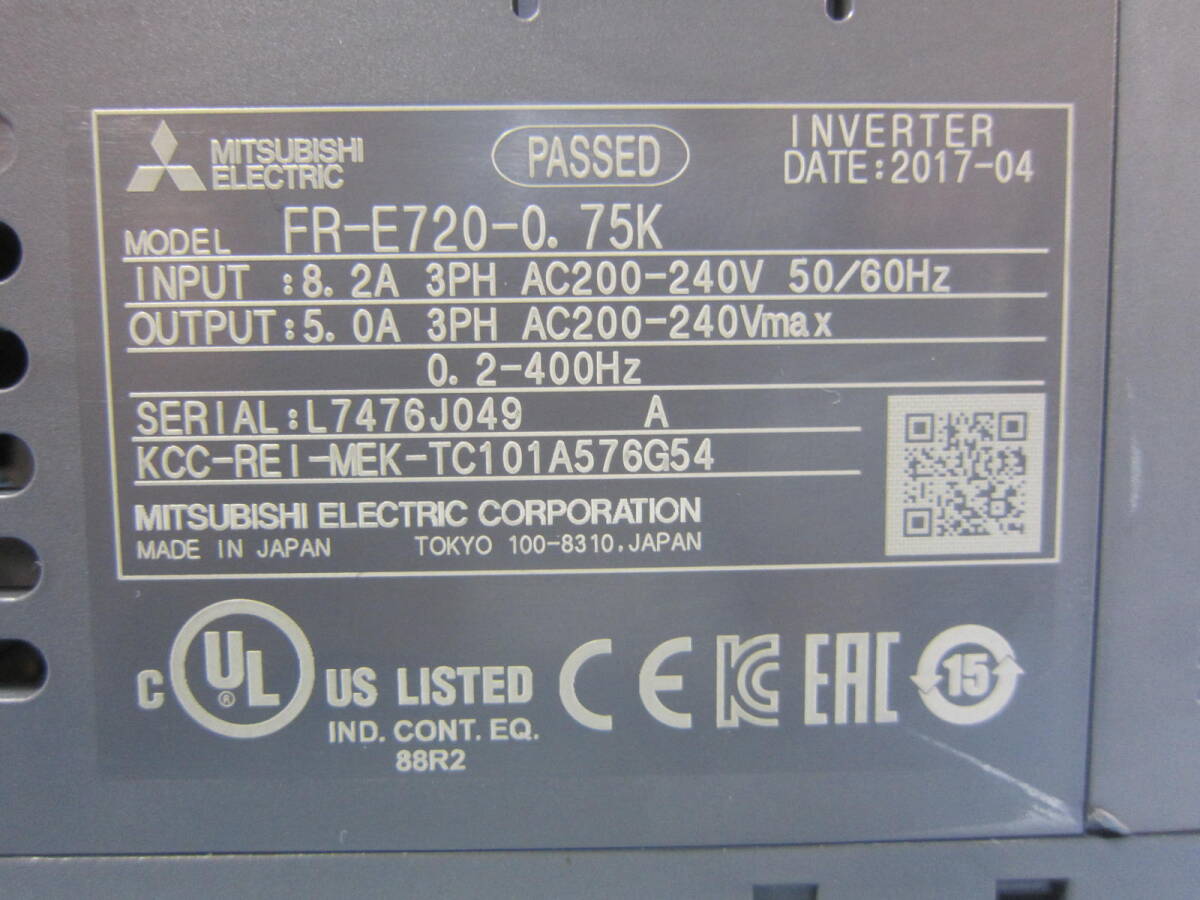 MITSUBISHI
ELECTRIC
PASSED
INVERTER
DATE:2017-04
MODEL FR-E720-0.75K
INPUT :8.2A 3PH AC200-240V 50/60Hz
OUTPUT:5.0A 3PH AC200-240Vmax
0.2-400Hz
SERIAL:L7476J049 A
KCC-REI-MEK-TC101A576G54
MITSUBISHI ELECTRIC CORPORATION
MADE IN JAPAN TOKYO 100-8310,JAPAN
C UL ® US LISTED
IND. CONT. EQ.
88R2
CE KC EAC 15